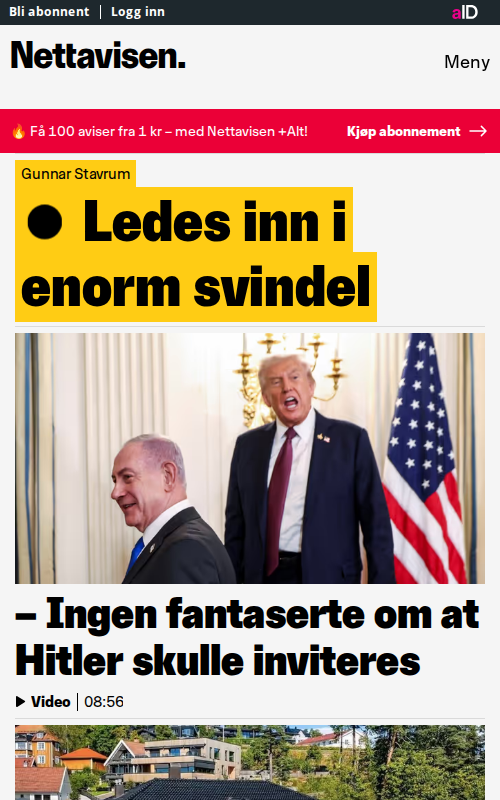 Bli abonnent | Logg inn
aID
Nettavisen.
Meny
🔥 Få 100 aviser fra 1 kr – med Nettavisen +Alt!
Kjøp abonnement →
Gunnar Stavrum
● Ledes inn i
enorm svindel
– Ingen fantaserte om at
Hitler skulle inviteres
Video | 08:56